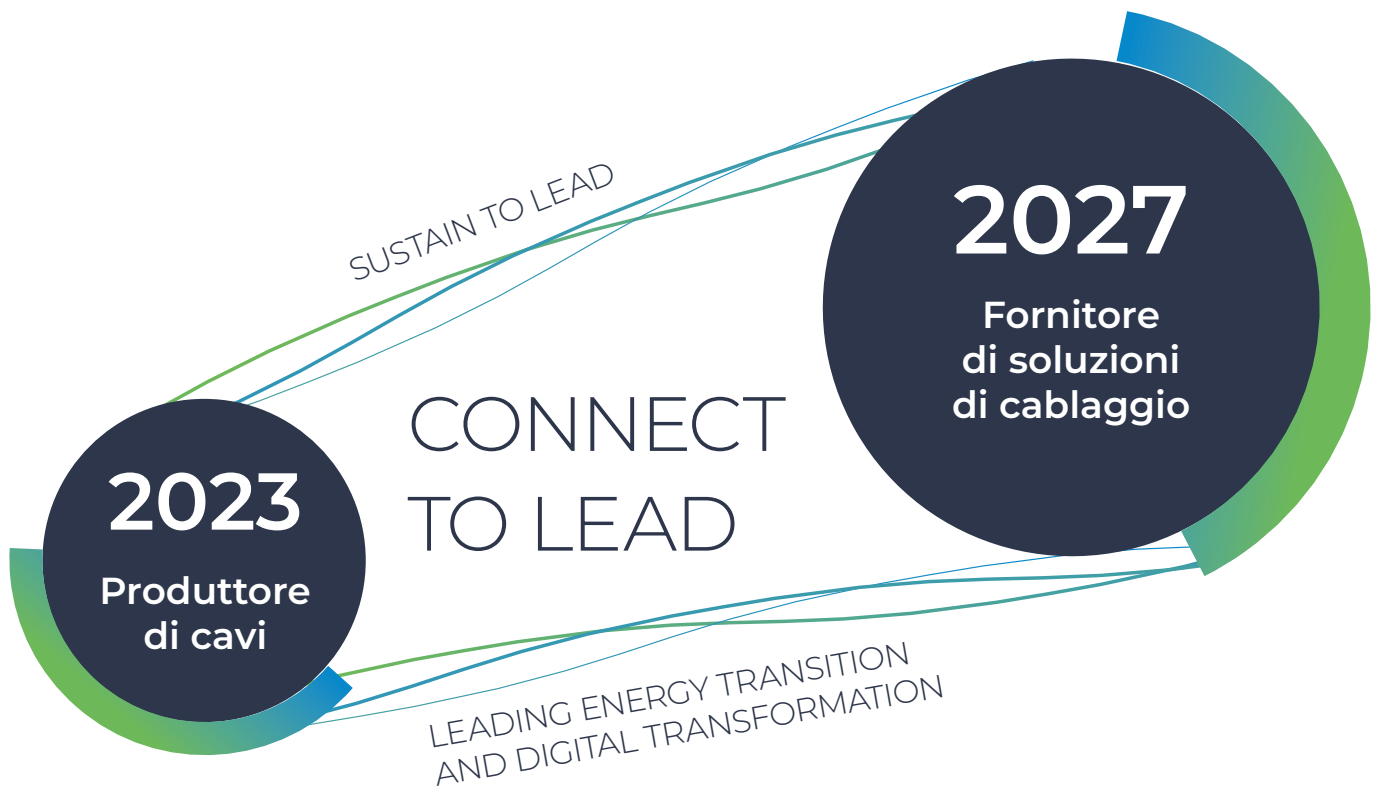 SUSTAIN TO LEAD
2027
Fornitore
di soluzioni
di cablaggio
CONNECT
TO LEAD
2023
Produttore
di cavi
LEADING ENERGY TRANSITION
AND DIGITAL TRANSFORMATION